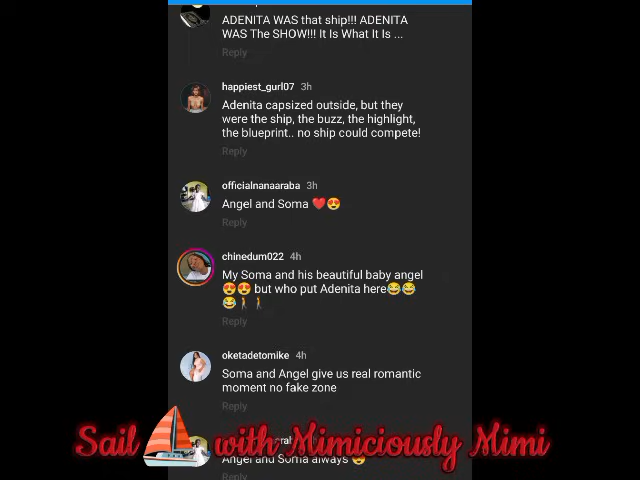 ADENITA WAS that ship!!! ADENITA
WAS The SHOW!!! It Is What It Is ...
Reply
happiest_gurl07 3h
Adenita capsized outside, but they
were the ship, the buzz, the highlight,
the blueprint.. no ship could compete!
Reply
officialnanaaraba 3h
Angel and Soma ❤️😍
Reply
chinedum022 4h
My Soma and his beautiful baby angel
😍😍 but who put Adenita here😂😂
😂🚶🚶
Reply
oketadetomike 4h
Soma and Angel give us real romantic
moment no fake zone
Reply
Sail with Mimiciously Mimi
Angel and Soma always 😍
Reply